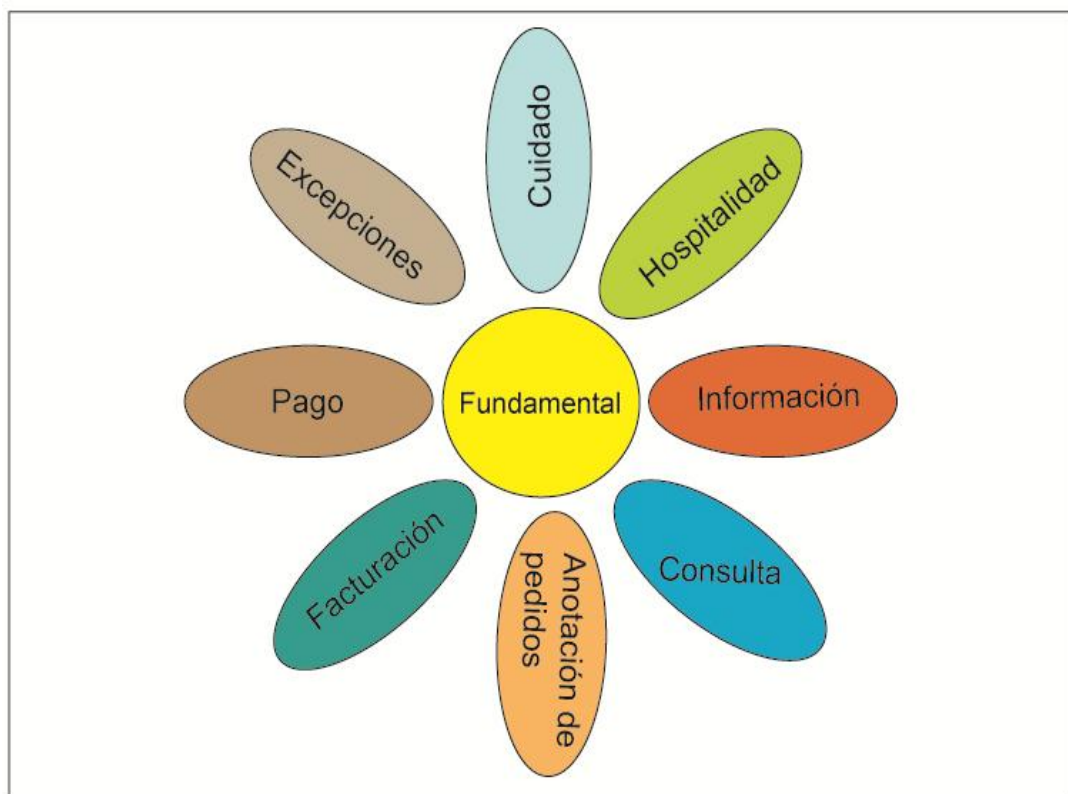 Cuidado
Hospitalidad
Información
Consulta
Anotación de
pedidos
Facturación
Pago
Excepciones
Fundamental